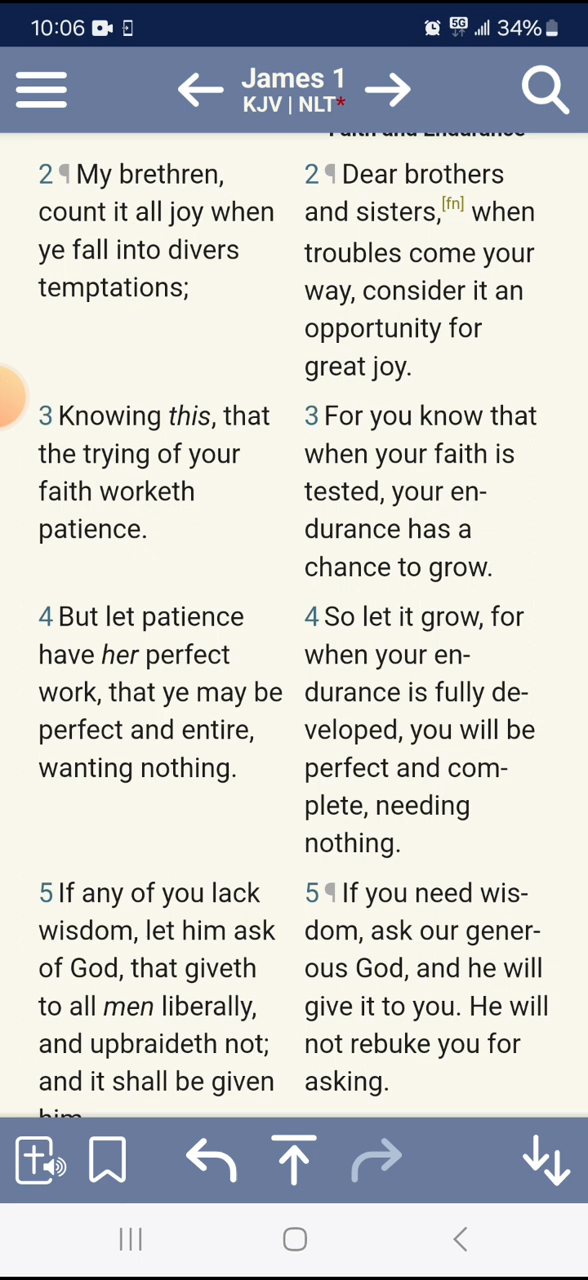 10:06 5G 34%
James 1
KJV | NLT*
Faith and Endurance
2 ¶ My brethren,
count it all joy when
ye fall into divers
temptations;
2 ¶ Dear brothers
and sisters,[fn] when
troubles come your
way, consider it an
opportunity for
great joy.
3 Knowing this, that
the trying of your
faith worketh
patience.
3 For you know that
when your faith is
tested, your en-
durance has a
chance to grow.
4 But let patience
have her perfect
work, that ye may be
perfect and entire,
wanting nothing.
4 So let it grow, for
when your en-
durance is fully de-
veloped, you will be
perfect and com-
plete, needing
nothing.
5 If any of you lack
wisdom, let him ask
of God, that giveth
to all men liberally,
and upbraideth not;
and it shall be given
him.
5 ¶ If you need wis-
dom, ask our gener-
ous God, and he will
give it to you. He will
not rebuke you for
asking.